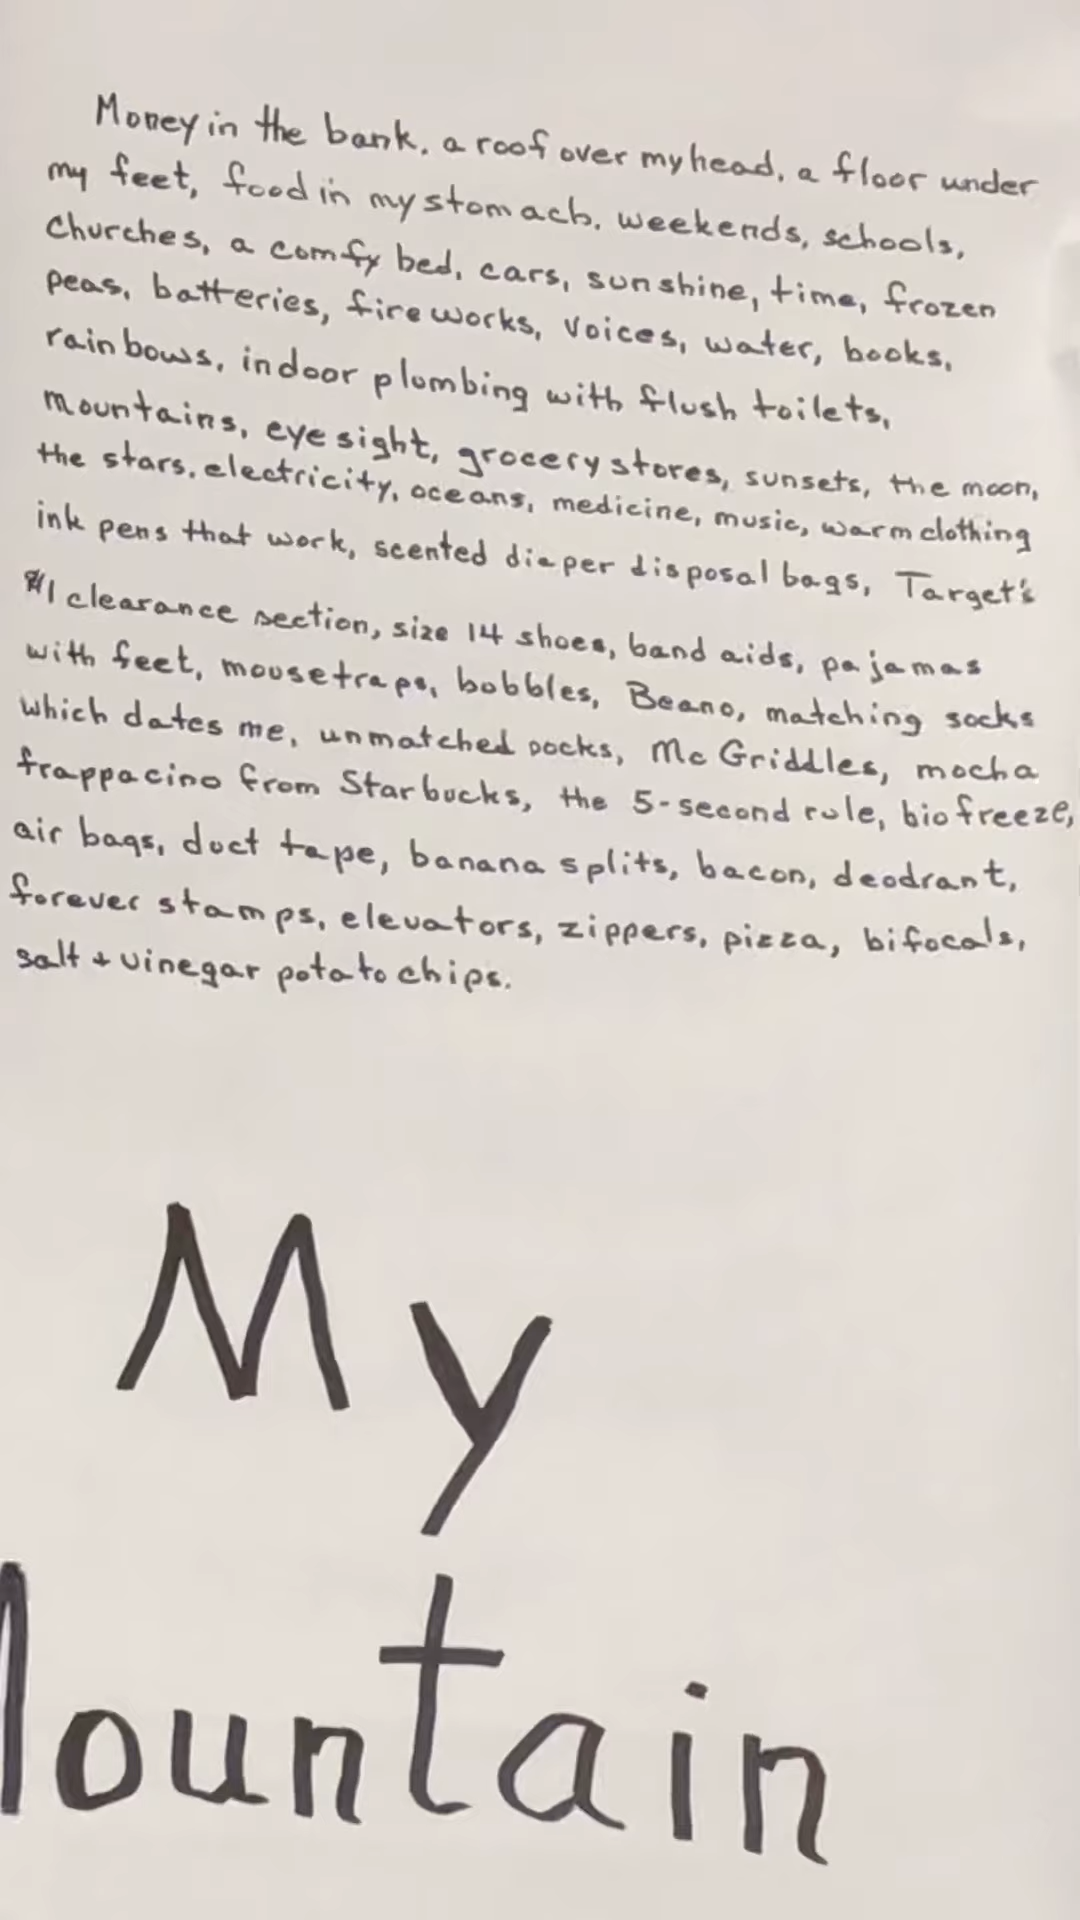 Money in the bank, a roof over my head, a floor under
my feet, food in my stomach, weekends, schools,
churches, a comfy bed, cars, sunshine, time, frozen
peas, batteries, fireworks, voices, water, books,
rainbows, indoor plumbing with flush toilets,
mountains, eyesight, grocery stores, sunsets, the moon,
the stars, electricity, oceans, medicine, music, warm clothing
ink pens that work, scented diaper disposal bags, Target's
$1 clearance section, size 14 shoes, band aids, pajamas
with feet, mousetraps, bobbles, Beano, matching socks
which dates me, unmatched socks, McGriddles, mocha
frappacino from Starbucks, the 5-second rule, biofreeze,
air bags, duct tape, banana splits, bacon, deodrant,
forever stamps, elevators, zippers, pizza, bifocals,
salt + vinegar potato chips.
My
Mountain